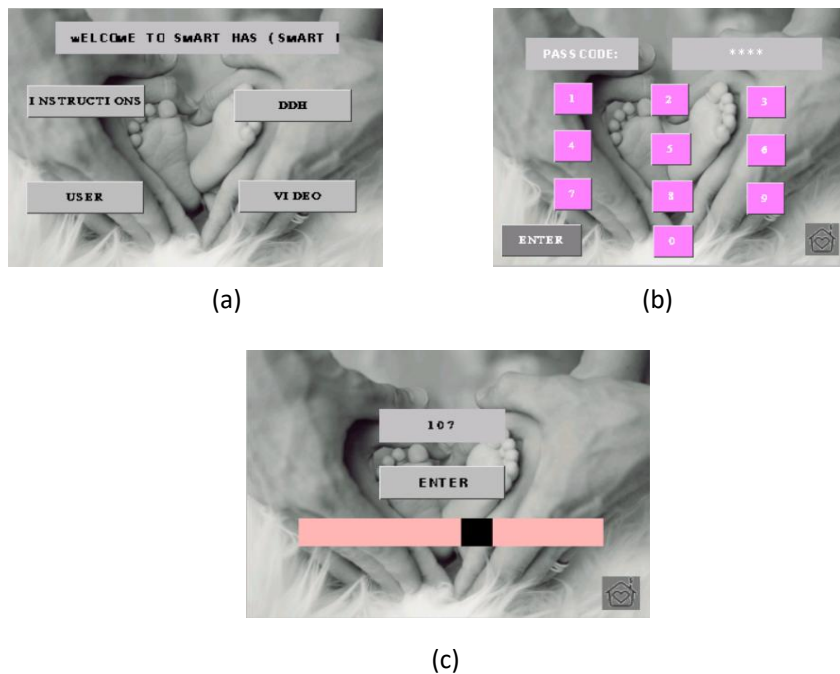 wELCOME TO SMART HAS (SMART
INSTRUCTIONS
DDH
USER
VIDEO
(a)
PASSCODE:
****
1
2
3
4
5
6
7
8
9
ENTER
0
(b)
107
ENTER
(c)